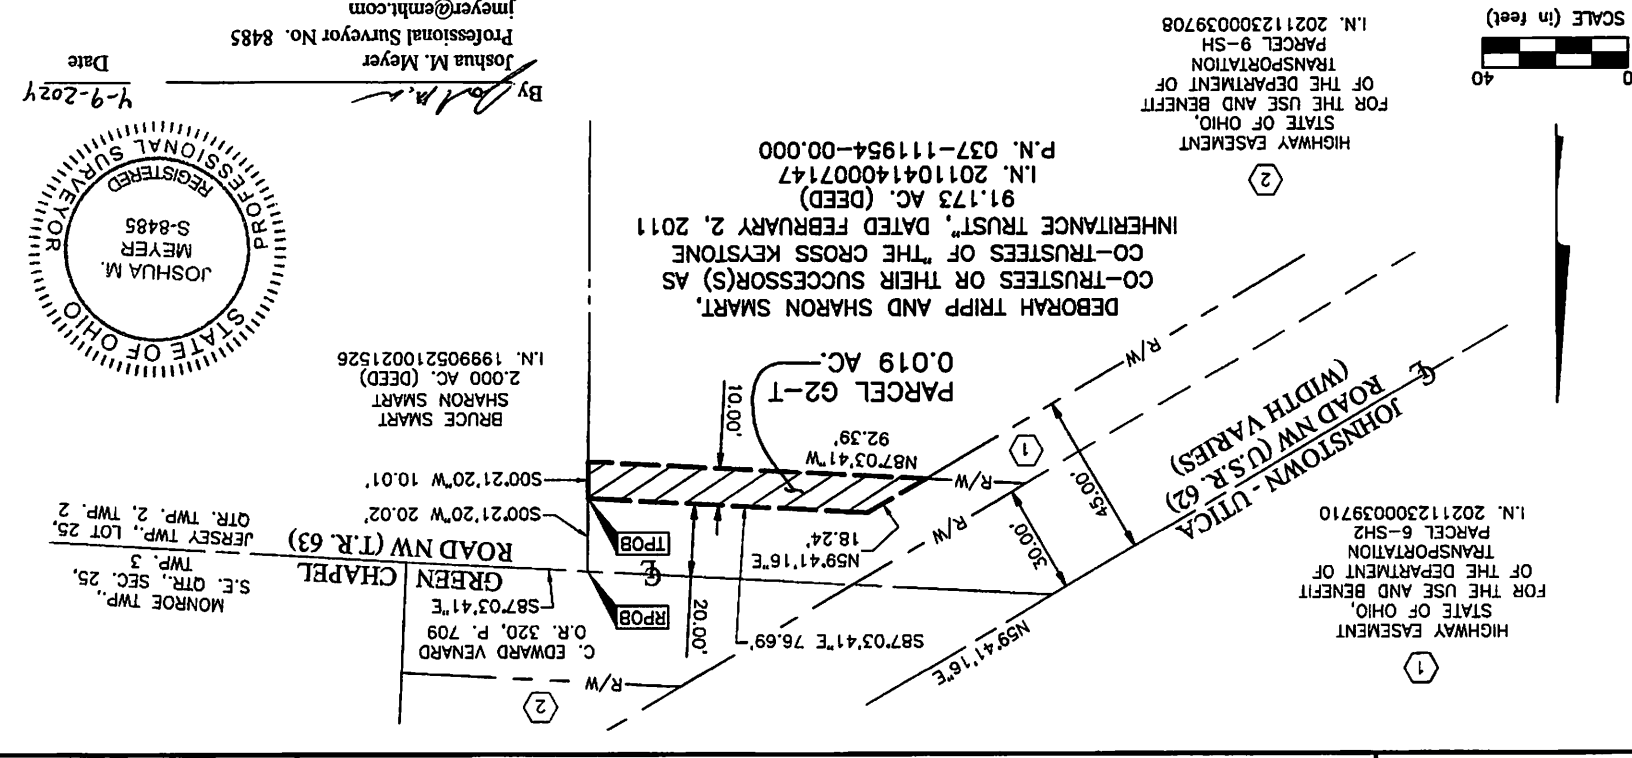 HIGHWAY EASEMENT
STATE OF OHIO,
FOR THE USE AND BENEFIT
OF THE DEPARTMENT OF
TRANSPORTATION
PARCEL 6-SH2
I.N. 202112300039710
1
N59°41'16"E
R/W
2
C. EDWARD VENARD
O.R. 320, P. 709
S87°03'41"E
GREEN CHAPEL
ROAD NW (T.R. 63)
MONROE TWP.,
S.E. QTR., SEC. 25,
TWP. 3
JERSEY TWP., LOT 25,
QTR. TWP. 2, TWP. 2
RPOB
TPOB
℄
20.00'
S87°03'41"E 76.69'
N59°41'16"E
18.24'
S00°21'20"W 20.02'
S00°21'20"W 10.01'
N87°03'41"W
92.39'
10.00'
30.00'
45.00'
R/W
R/W
1
R/W
JOHNSTOWN - UTICA
ROAD NW (U.S.R. 62)
(WIDTH VARIES)
℄
BRUCE SMART
SHARON SMART
2.000 AC. (DEED)
I.N. 199905210021526
PARCEL G2-T
0.019 AC.
DEBORAH TRIPP AND SHARON SMART,
CO-TRUSTEES OR THEIR SUCCESSOR(S) AS
CO-TRUSTEES OF "THE CROSS KEYSTONE
INHERITANCE TRUST", DATED FEBRUARY 2, 2011
91.173 AC. (DEED)
I.N. 201104140007147
P.N. 037-111954-00.000
2
HIGHWAY EASEMENT
STATE OF OHIO,
FOR THE USE AND BENEFIT
OF THE DEPARTMENT OF
TRANSPORTATION
PARCEL 9-SH
I.N. 202112300039708
0 40
SCALE (in feet)
STATE OF OHIO
JOSHUA M.
MEYER
S-8485
REGISTERED
PROFESSIONAL SURVEYOR
By
4-9-2024
Joshua M. Meyer
Date
Professional Surveyor No. 8485
jmeyer@emht.com